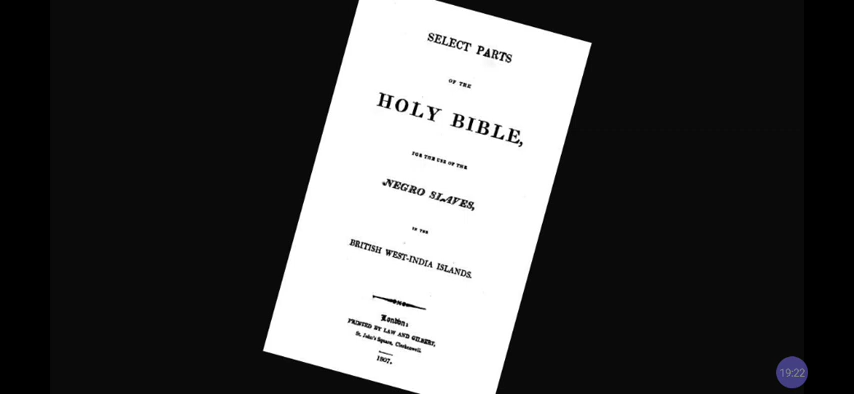 SELECT PARTS
OF THE
HOLY BIBLE,
FOR THE USE OF THE
NEGRO SLAVES,
IN THE
BRITISH WEST-INDIA ISLANDS.
London:
PRINTED BY LAW AND GILBERT,
St. John's Square, Clerkenwell.
1807.
19:22